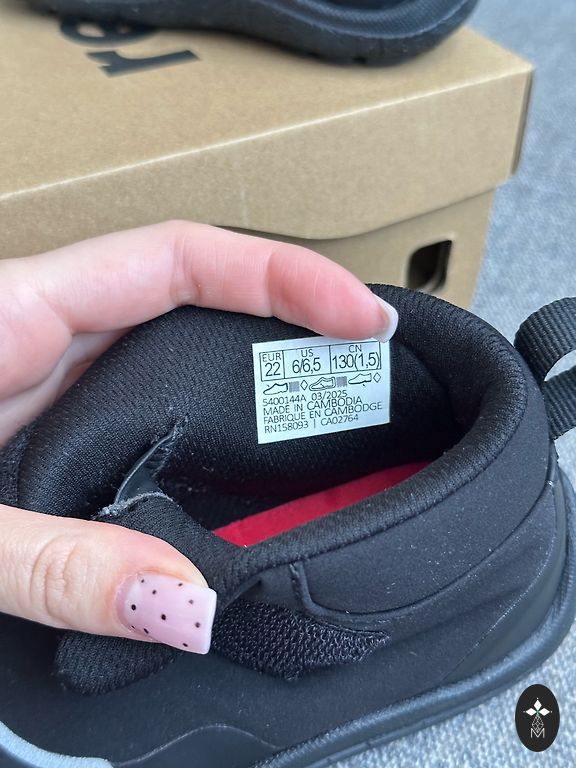 re
EUR US CN
22 6/6,5 130(1,5)
5400144A 03/2025
MADE IN CAMBODIA
FABRIQUE EN CAMBODGE
RN158093 | CA02764
M